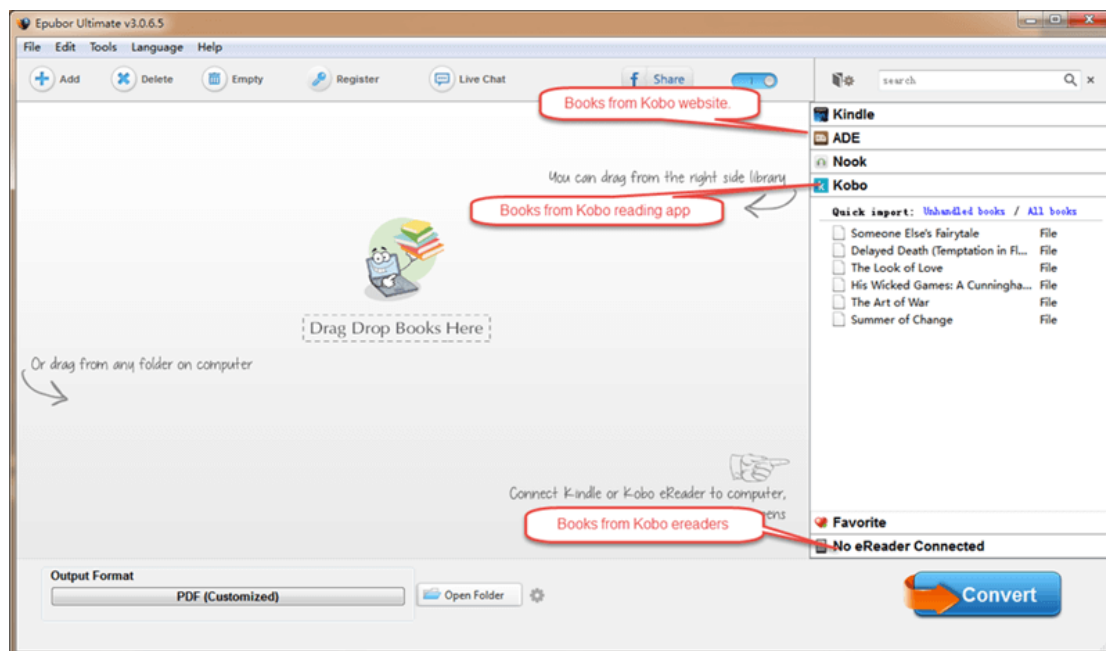 Epubor Ultimate v3.0.6.5
File Edit Tools Language Help
Add Delete Empty Register Live Chat f Share search
Books from Kobo website.
Kindle
ADE
Nook
You can drag from the right side library
Kobo
Books from Kobo reading app
Quick import: Unhandled books / All books
Someone Else's Fairytale File
Delayed Death (Temptation in Fl... File
The Look of Love File
His Wicked Games: A Cunningha... File
The Art of War File
Summer of Change File
Drag Drop Books Here
Or drag from any folder on computer
Connect Kindle or Kobo eReader to computer,
Books from Kobo ereaders
Favorite
No eReader Connected
Output Format
PDF (Customized)
Open Folder
Convert